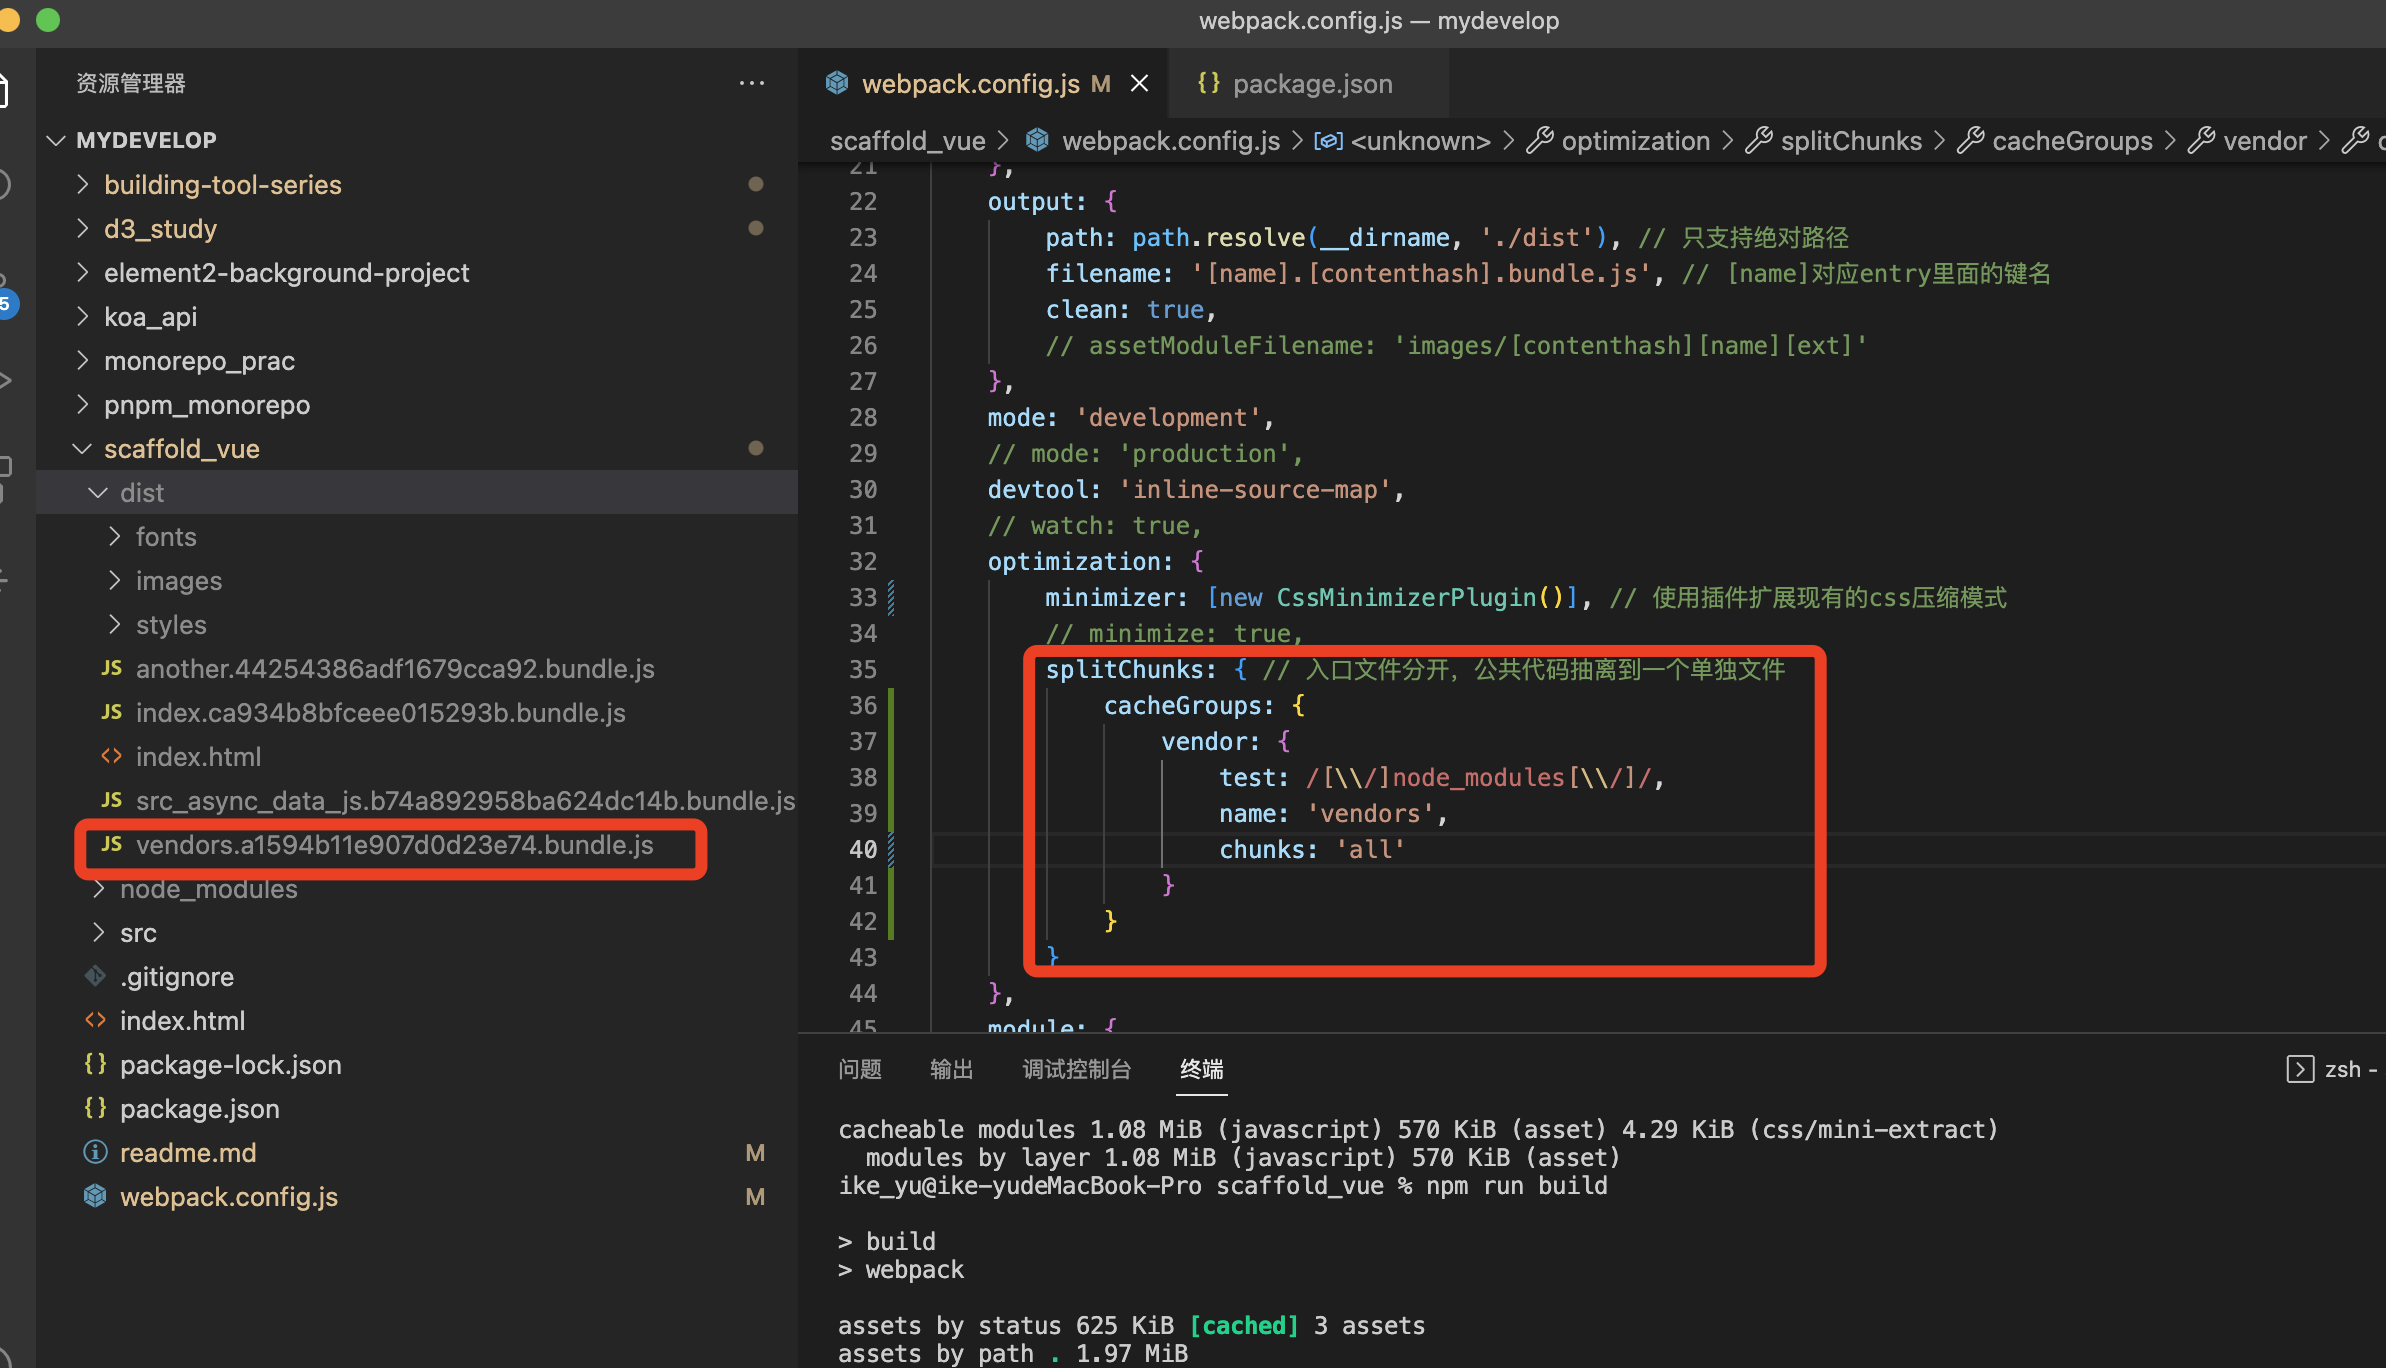 webpack.config.js — mydevelop
资源管理器
MYDEVELOP
building-tool-series
d3_study
element2-background-project
koa_api
monorepo_prac
pnpm_monorepo
scaffold_vue
dist
fonts
images
styles
JS another.44254386adf1679cca92.bundle.js
JS index.ca934b8bfceee015293b.bundle.js
<> index.html
JS src_async_data_js.b74a892958ba624dc14b.bundle.js
JS vendors.a1594b11e907d0d23e74.bundle.js
node_modules
src
.gitignore
<> index.html
{} package-lock.json
{} package.json
readme.md M
webpack.config.js M
5
webpack.config.js M
{} package.json
scaffold_vue > webpack.config.js > <unknown> > optimization > splitChunks > cacheGroups > vendor >
21 },
22 output: {
23 path: path.resolve(__dirname, './dist'), // 只支持绝对路径
24 filename: '[name].[contenthash].bundle.js', // [name]对应entry里面的键名
25 clean: true,
26 // assetModuleFilename: 'images/[contenthash][name][ext]'
27 },
28 mode: 'development',
29 // mode: 'production',
30 devtool: 'inline-source-map',
31 // watch: true,
32 optimization: {
33 minimizer: [new CssMinimizerPlugin()], // 使用插件扩展现有的css压缩模式
34 // minimize: true,
35 splitChunks: { // 入口文件分开，公共代码抽离到一个单独文件
36 cacheGroups: {
37 vendor: {
38 test: /[\\/]node_modules[\\/]/,
39 name: 'vendors',
40 chunks: 'all'
41 }
42 }
43 }
44 },
45 module: {
问题 输出 调试控制台 终端
zsh -
cacheable modules 1.08 MiB (javascript) 570 KiB (asset) 4.29 KiB (css/mini-extract)
modules by layer 1.08 MiB (javascript) 570 KiB (asset)
ike_yu@ike-yudeMacBook-Pro scaffold_vue % npm run build
> build
> webpack
assets by status 625 KiB [cached] 3 assets
assets by path . 1.97 MiB